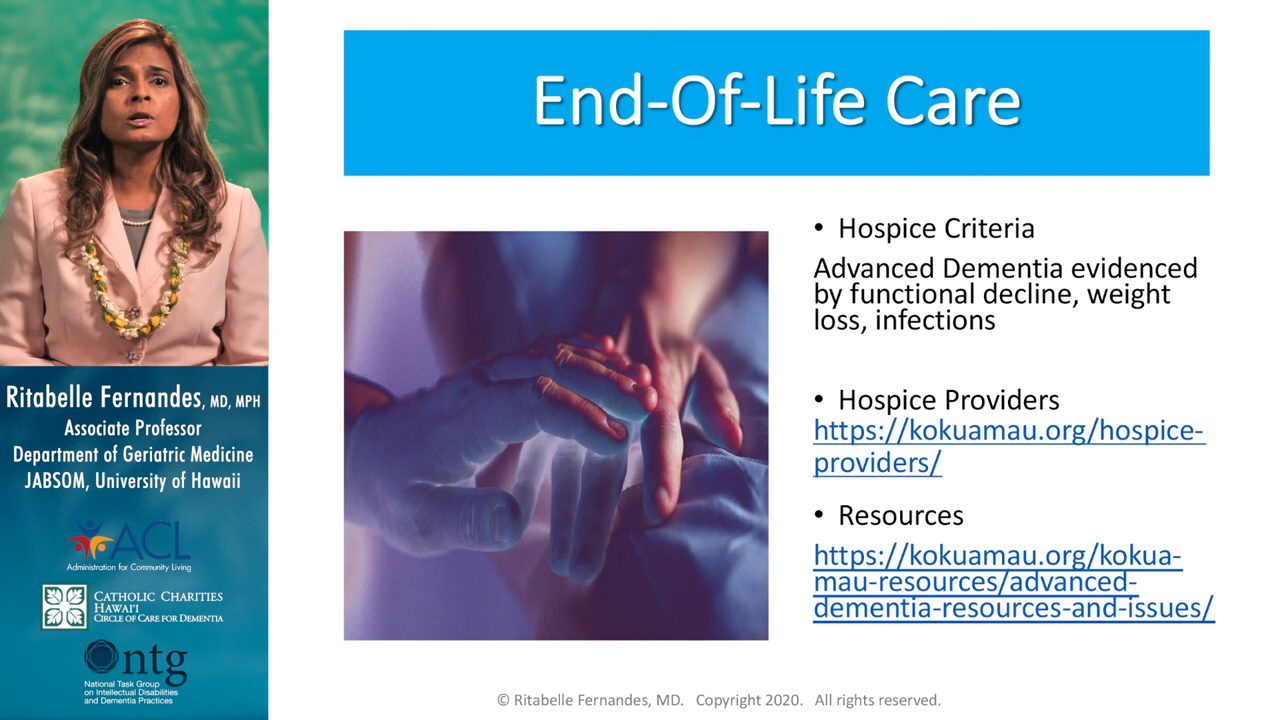 End-Of-Life Care
• Hospice Criteria
Advanced Dementia evidenced
by functional decline, weight
loss, infections
• Hospice Providers
https://kokuamau.org/hospice-
providers/
• Resources
https://kokuamau.org/kokua-
mau-resources/advanced-
dementia-resources-and-issues/
Ritabelle Fernandes, MD, MPH
Associate Professor
Department of Geriatric Medicine
JABSOM, University of Hawaii
ACL
Administration for Community Living
CATHOLIC CHARITIES
HAWAI‘I
CIRCLE OF CARE FOR DEMENTIA
ntg
National Task Group
on Intellectual Disabilities
and Dementia Practices
© Ritabelle Fernandes, MD. Copyright 2020. All rights reserved.